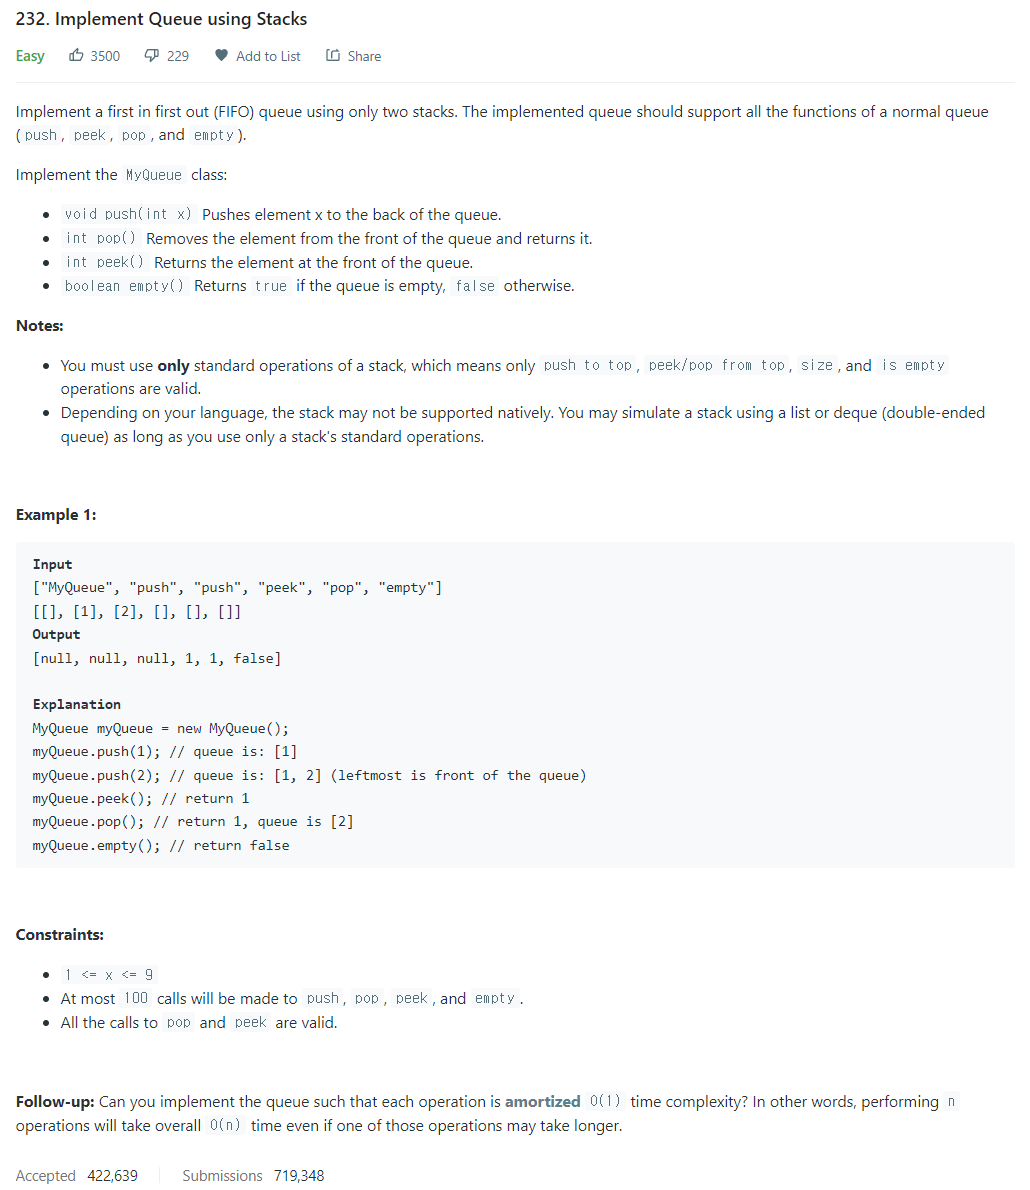 232. Implement Queue using Stacks
Easy 3500 229 Add to List Share
Implement a first in first out (FIFO) queue using only two stacks. The implemented queue should support all the functions of a normal queue
( push , peek , pop , and empty ).
Implement the MyQueue class:
• void push(int x) Pushes element x to the back of the queue.
• int pop() Removes the element from the front of the queue and returns it.
• int peek() Returns the element at the front of the queue.
• boolean empty() Returns true if the queue is empty, false otherwise.
Notes:
• You must use only standard operations of a stack, which means only push to top , peek/pop from top , size , and is empty
operations are valid.
• Depending on your language, the stack may not be supported natively. You may simulate a stack using a list or deque (double-ended
queue) as long as you use only a stack's standard operations.
Example 1:
Input
["MyQueue", "push", "push", "peek", "pop", "empty"]
[[], [1], [2], [], [], []]
Output
[null, null, null, 1, 1, false]
Explanation
MyQueue myQueue = new MyQueue();
myQueue.push(1); // queue is: [1]
myQueue.push(2); // queue is: [1, 2] (leftmost is front of the queue)
myQueue.peek(); // return 1
myQueue.pop(); // return 1, queue is [2]
myQueue.empty(); // return false
Constraints:
• 1 <= x <= 9
• At most 100 calls will be made to push , pop , peek , and empty .
• All the calls to pop and peek are valid.
Follow-up: Can you implement the queue such that each operation is amortized O(1) time complexity? In other words, performing n
operations will take overall O(n) time even if one of those operations may take longer.
Accepted 422,639 Submissions 719,348